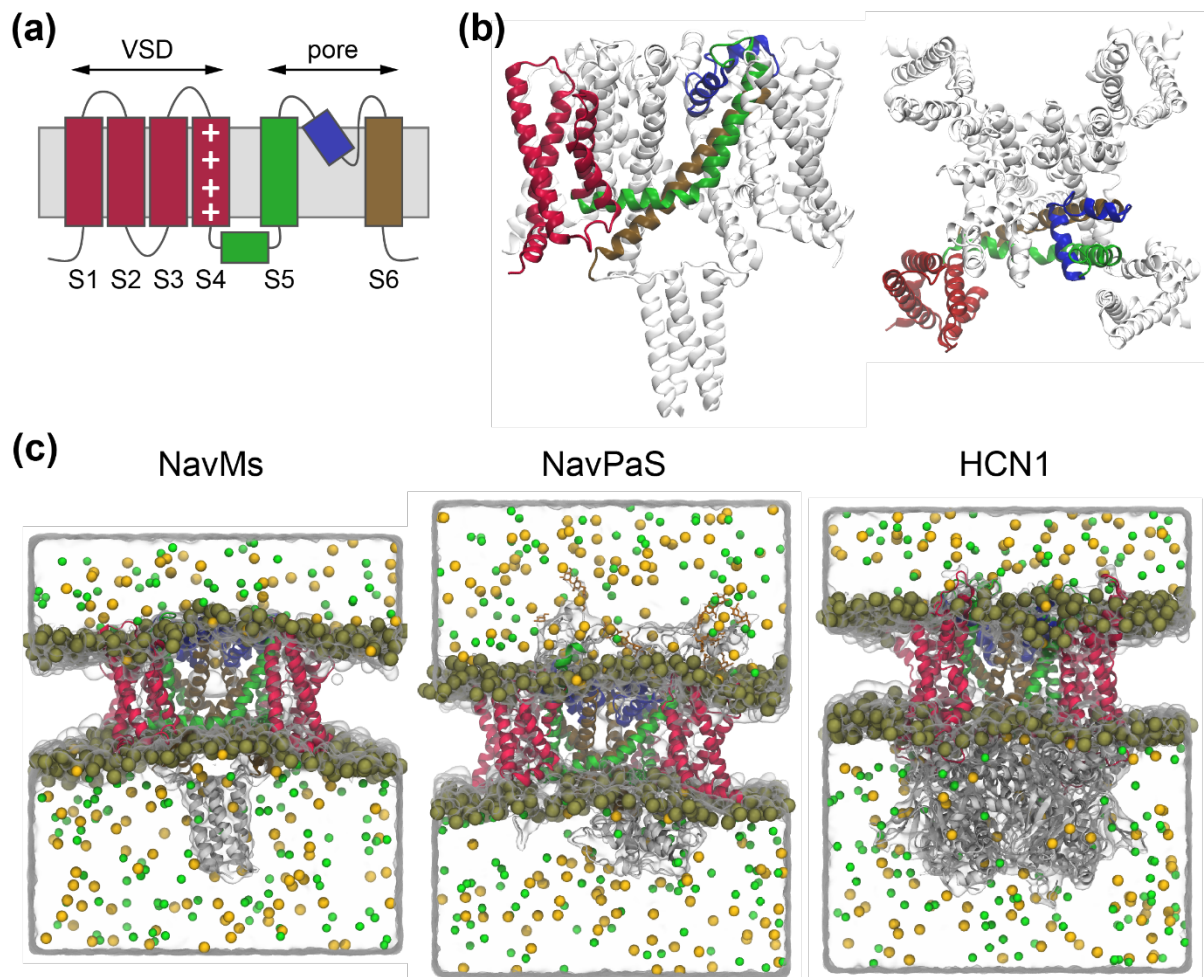 (a)
VSD pore
+
+
+
+
S1 S2 S3 S4 S5 S6
(b)
(c)
NavMs NavPaS HCN1